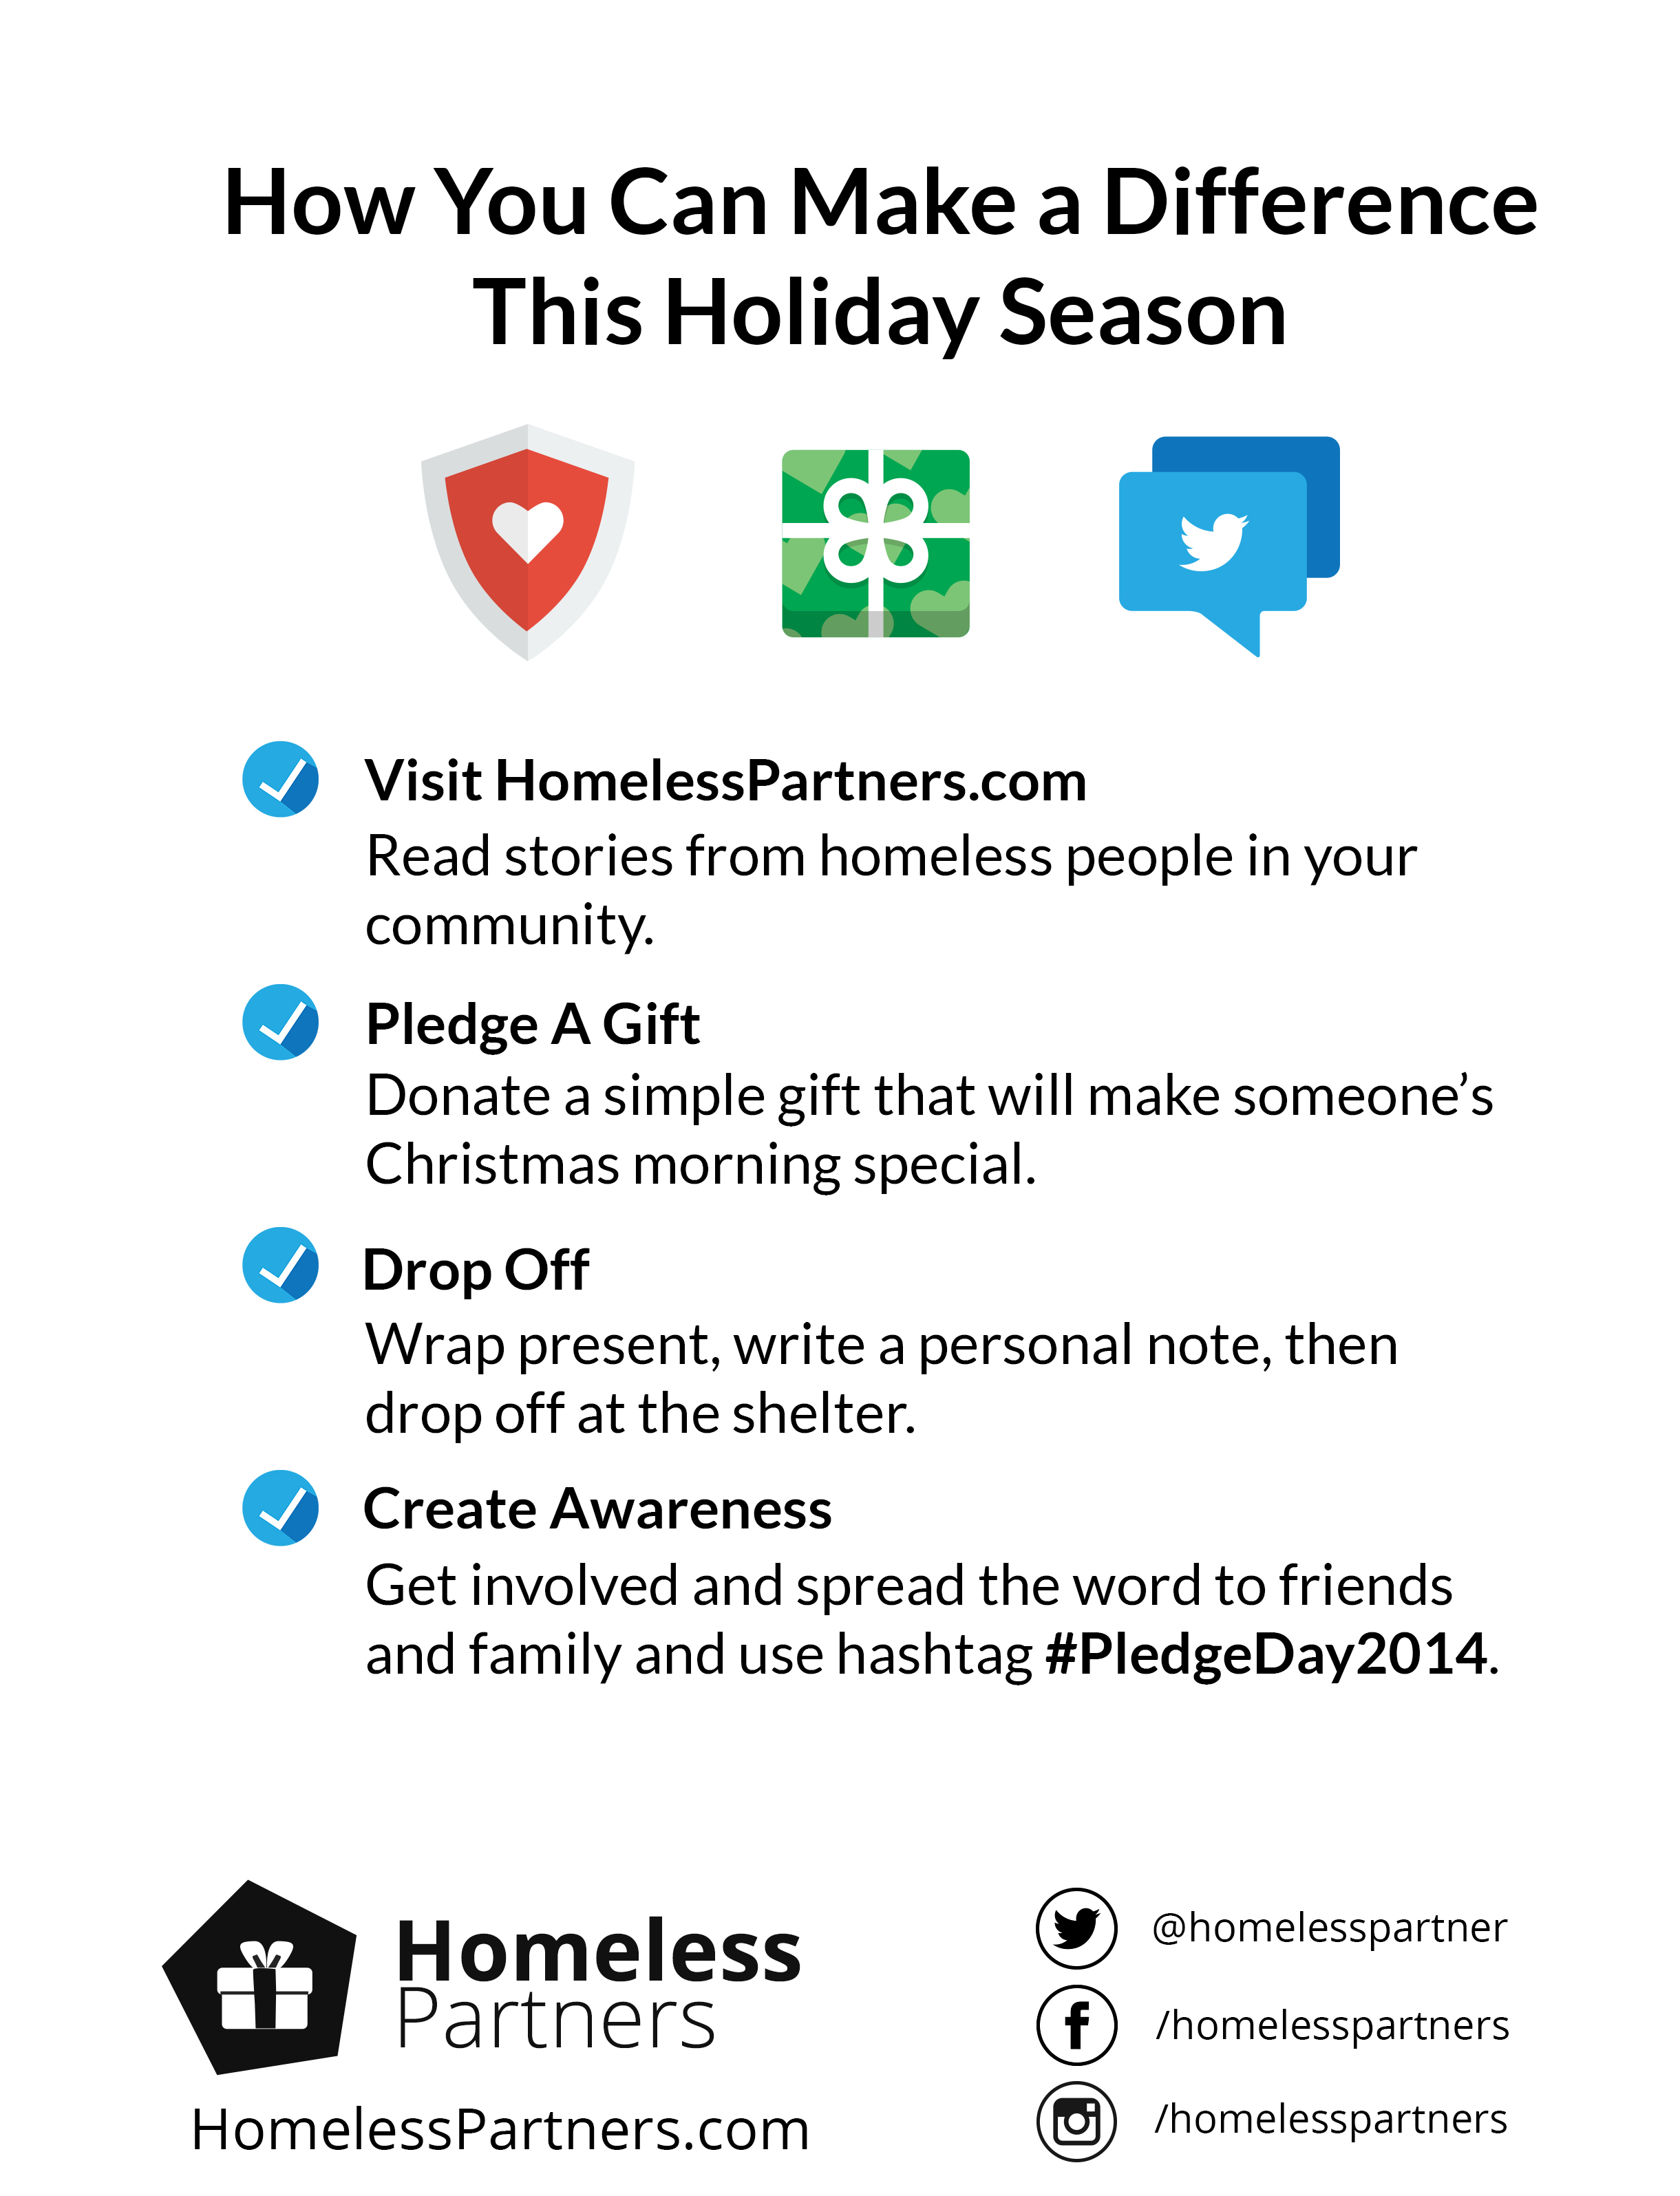 How You Can Make a Difference
This Holiday Season
Visit HomelessPartners.com
Read stories from homeless people in your
community.
Pledge A Gift
Donate a simple gift that will make someone’s
Christmas morning special.
Drop Off
Wrap present, write a personal note, then
drop off at the shelter.
Create Awareness
Get involved and spread the word to friends
and family and use hashtag #PledgeDay2014.
Homeless
Partners
HomelessPartners.com
@homelesspartner
/homelesspartners
/homelesspartners